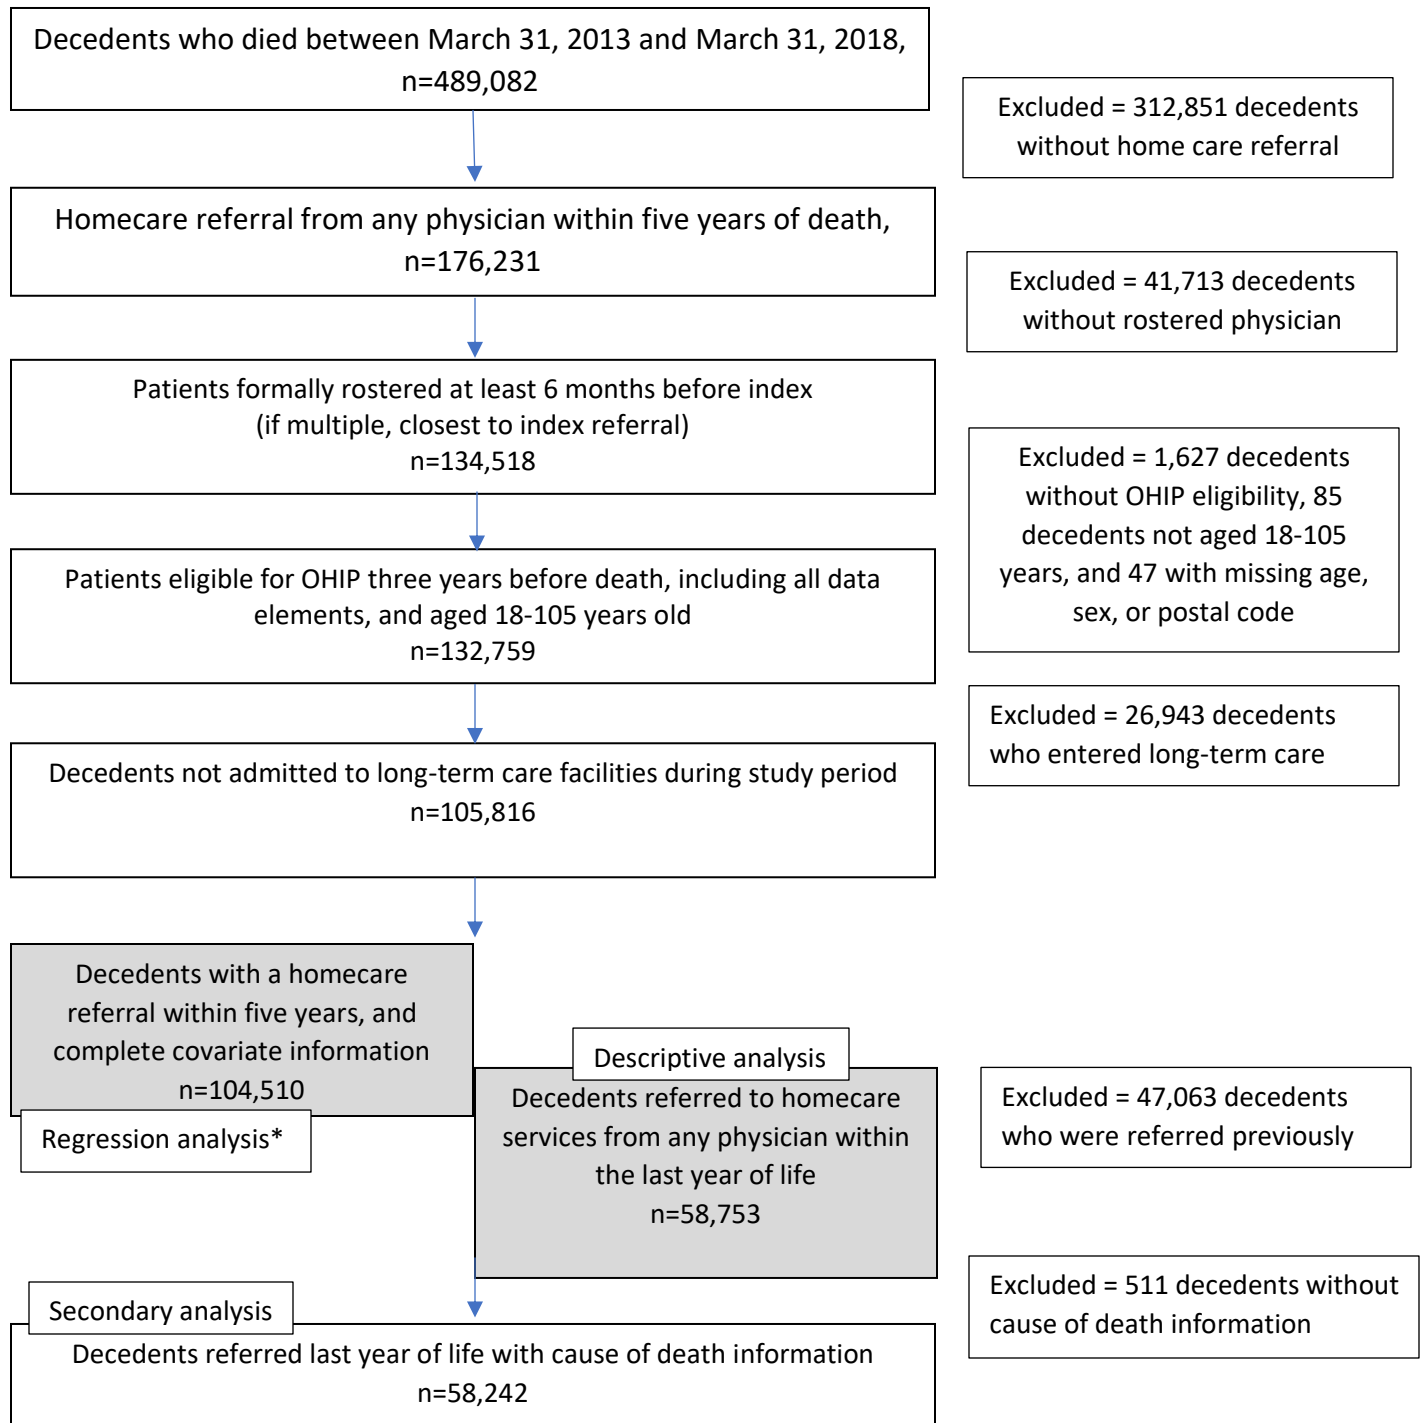 Decedents who died between March 31, 2013 and March 31, 2018,
n=489,082
Excluded = 312,851 decedents
without home care referral
Homecare referral from any physician within five years of death,
n=176,231
Excluded = 41,713 decedents
without rostered physician
Patients formally rostered at least 6 months before index
(if multiple, closest to index referral)
n=134,518
Excluded = 1,627 decedents
without OHIP eligibility, 85
decedents not aged 18-105
years, and 47 with missing age,
sex, or postal code
Patients eligible for OHIP three years before death, including all data
elements, and aged 18-105 years old
n=132,759
Excluded = 26,943 decedents
who entered long-term care
Decedents not admitted to long-term care facilities during study period
n=105,816
Decedents with a homecare
referral within five years, and
complete covariate information
n=104,510
Regression analysis*
Descriptive analysis
Decedents referred to homecare
services from any physician within
the last year of life
n=58,753
Excluded = 47,063 decedents
who were referred previously
Excluded = 511 decedents without
cause of death information
Secondary analysis
Decedents referred last year of life with cause of death information
n=58,242